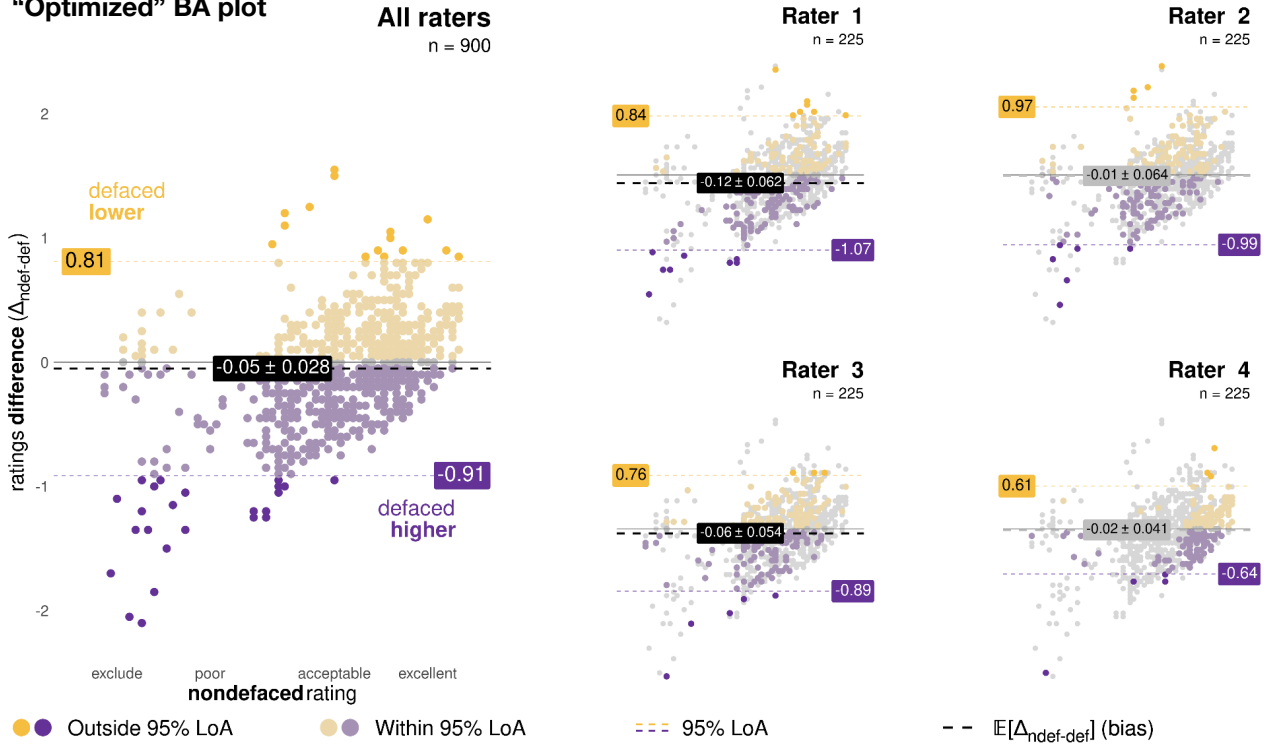 “Optimized” BA plot
All raters
n = 900
2
1
0
-1
-2
ratings difference (Δndef-def)
defaced
lower
0.81
-0.05 ± 0.028
-0.91
defaced
higher
exclude poor acceptable excellent
nondefaced rating
Rater 1
n = 225
0.84
-0.12 ± 0.062
-1.07
Rater 2
n = 225
0.97
-0.01 ± 0.064
-0.99
Rater 3
n = 225
0.76
-0.06 ± 0.054
-0.89
Rater 4
n = 225
0.61
-0.02 ± 0.041
-0.64
Outside 95% LoA Within 95% LoA 95% LoA 𝔼[Δndef-def] (bias)